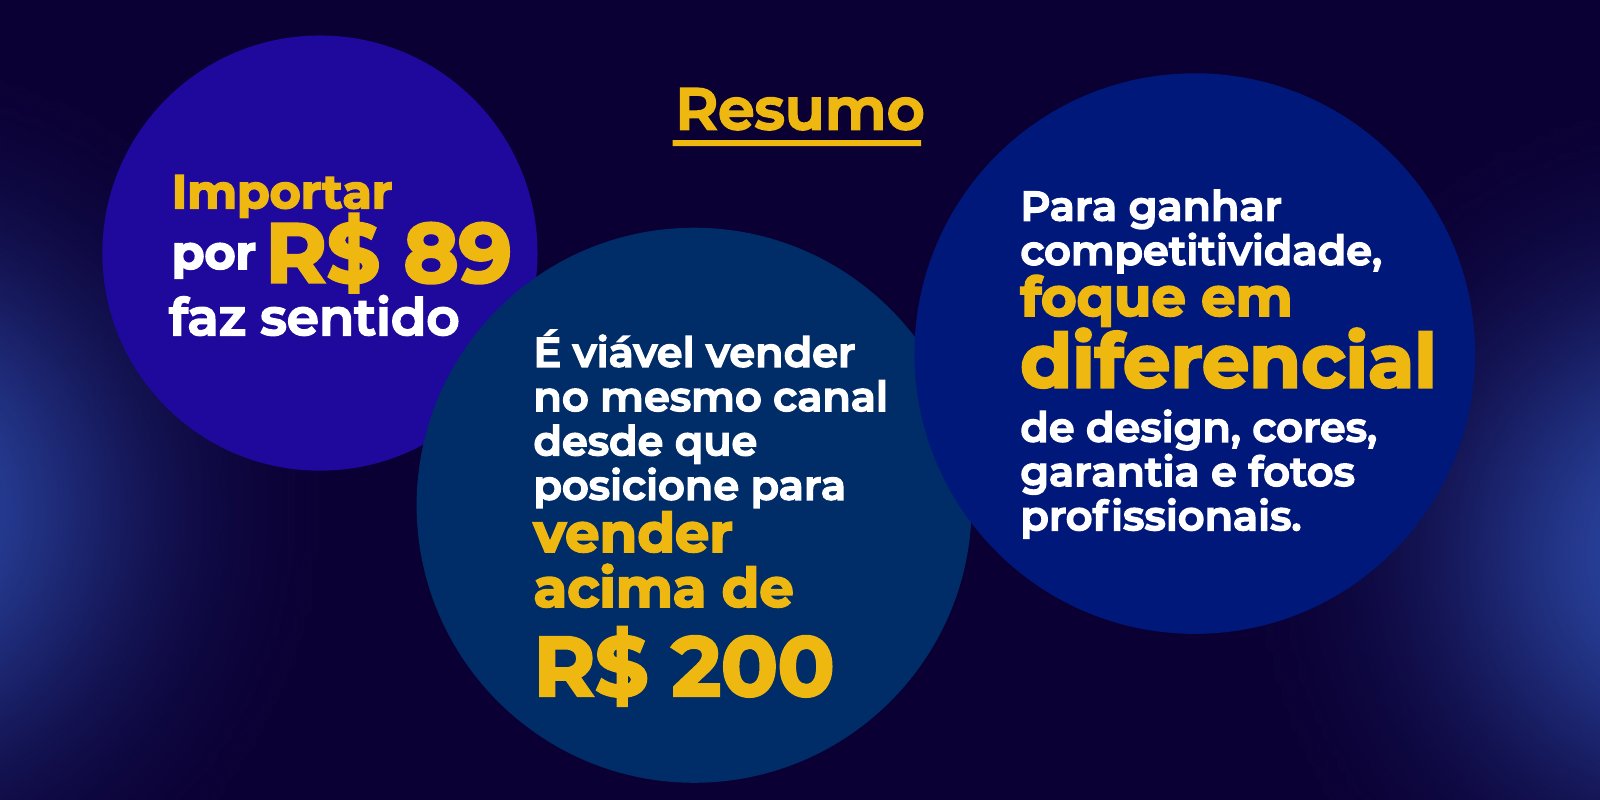 Resumo
Importar
por R$ 89
faz sentido
É viável vender
no mesmo canal
desde que
posicione para
vender
acima de
R$ 200
Para ganhar
competitividade,
foque em
diferencial
de design, cores,
garantia e fotos
profissionais.